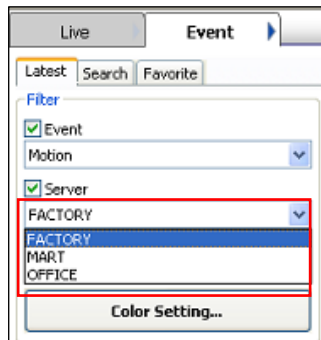 Live Event
Latest Search Favorite
Filter
Event
Motion
Server
FACTORY
FACTORY
MART
OFFICE
Color Setting...